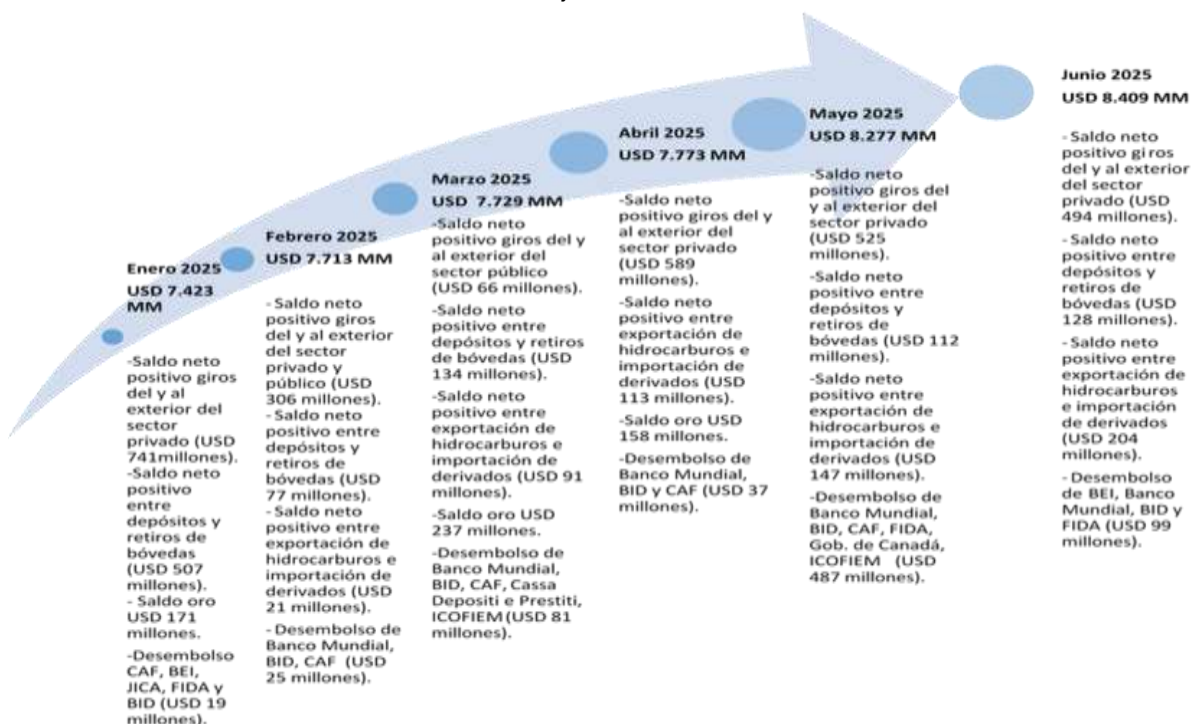 Enero 2025
USD 7.423
MM
-Saldo neto
positivo giros
del y al
exterior del
sector
privado (USD
741millones).
-Saldo neto
positivo
entre
depósitos y
retiros de
bóvedas
(USD 507
millones).
- Saldo oro
USD 171
millones.
-Desembolso
CAF, BEI,
JICA, FIDA y
BID (USD 19
millones).
Febrero 2025
USD 7.713 MM
- Saldo neto
positivo giros
del y al exterior
del sector
privado y
público (USD
306 millones).
- Saldo neto
positivo entre
depósitos y
retiros de
bóvedas (USD
77 millones).
- Saldo neto
positivo entre
exportación de
hidrocarburos e
importación de
derivados (USD
21 millones).
- Desembolso de
Banco Mundial,
BID, CAF (USD
25 millones).
Marzo 2025
USD 7.729 MM
-Saldo neto
positivo giros del y
al exterior del
sector público
(USD 66 millones).
-Saldo neto
positivo entre
depósitos y retiros
de bóvedas (USD
134 millones).
-Saldo neto
positivo entre
exportación de
hidrocarburos e
importación de
derivados (USD 91
millones).
-Saldo oro USD
237 millones.
-Desembolso de
Banco Mundial,
BID, CAF, Cassa
Depositi e Prestiti,
ICOFIEM (USD 81
millones).
Abril 2025
USD 7.773 MM
-Saldo neto
positivo giros del y
al exterior del
sector privado
(USD 589
millones).
-Saldo neto
positivo entre
exportación de
hidrocarburos e
importación de
derivados (USD
113 millones).
-Saldo oro USD
158 millones.
-Desembolso de
Banco Mundial,
BID y CAF (USD 37
millones).
Mayo 2025
USD 8.277 MM
-Saldo neto
positivo giros del
y al exterior del
sector privado
(USD 525
millones).
-Saldo neto
positivo entre
depósitos y
retiros de
bóvedas (USD 112
millones).
-Saldo neto
positivo entre
exportación de
hidrocarburos e
importación de
derivados (USD
147 millones).
-Desembolso de
Banco Mundial,
BID, CAF, FIDA,
Gob. de Canadá,
ICOFIEM (USD
487 millones).
Junio 2025
USD 8.409 MM
- Saldo neto
positivo giros
del y al exterior
del sector
privado (USD
494 millones).
- Saldo neto
positivo entre
depósitos y
retiros de
bóvedas (USD
128 millones).
- Saldo neto
positivo entre
exportación de
hidrocarburos
e importación
de derivados
(USD 204
millones).
- Desembolso
de BEI, Banco
Mundial, BID y
FIDA (USD 99
millones).